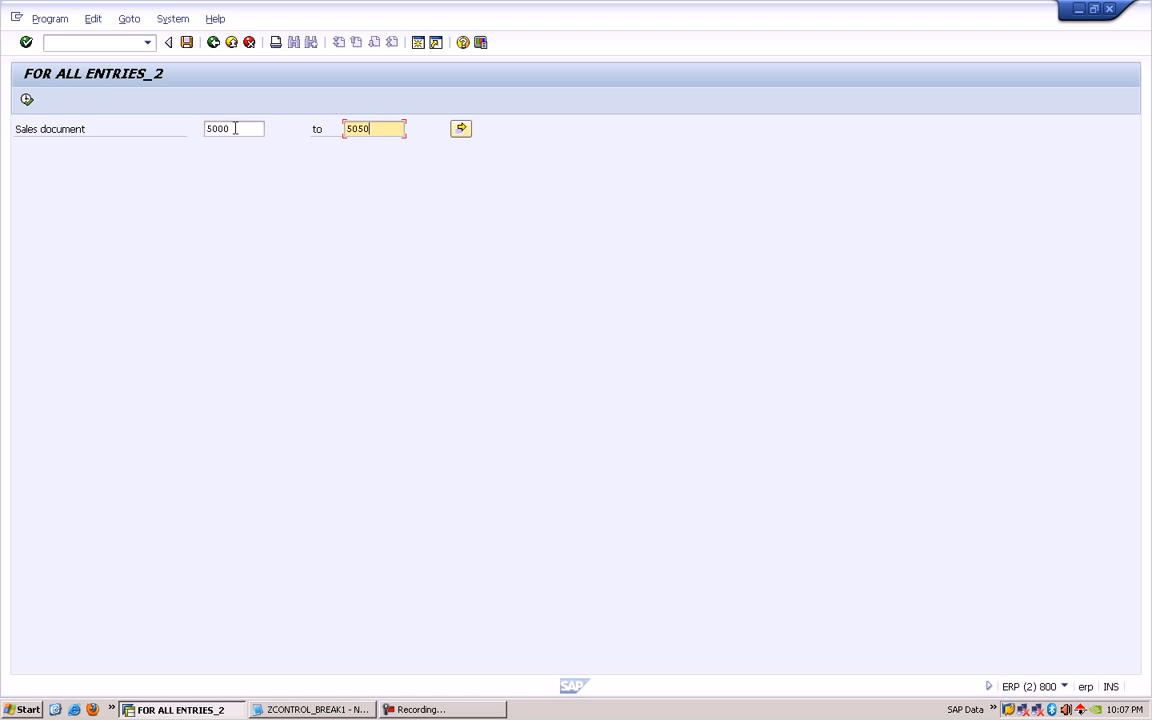 Program Edit Goto System Help
FOR ALL ENTRIES_2
Sales document 5000 to 5050
SAP
ERP (2) 800 erp INS
Start FOR ALL ENTRIES_2 ZCONTROL_BREAK1 - N... Recording... SAP Data 10:07 PM